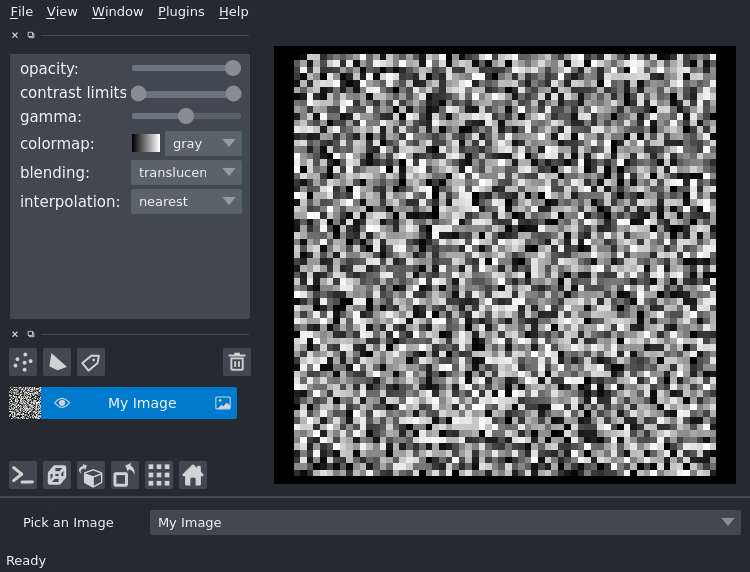 File View Window Plugins Help
opacity:
contrast limits
gamma:
colormap: gray
blending: translucen
interpolation: nearest
My Image
Pick an Image My Image
Ready